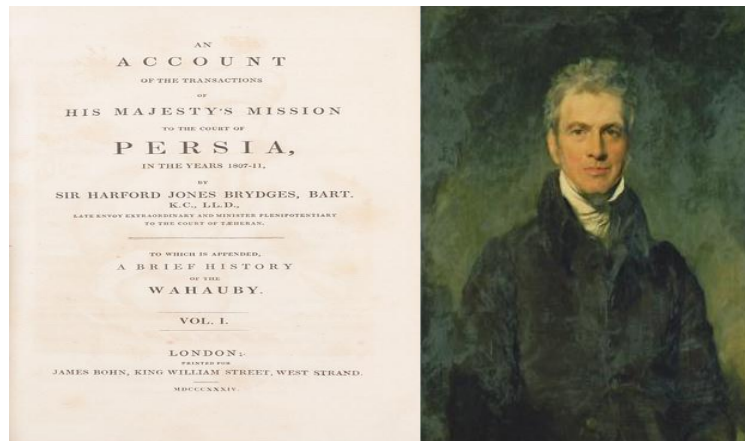 AN
ACCOUNT
OF THE TRANSACTIONS
OF
HIS MAJESTY'S MISSION
TO THE COURT OF
PERSIA,
IN THE YEARS 1807-11,
BY
SIR HARFORD JONES BRYDGES, BART.
K.C., LL.D.,
LATE ENVOY EXTRAORDINARY AND MINISTER PLENIPOTENTIARY
TO THE COURT OF TÆHERAN.
TO WHICH IS APPENDED,
A BRIEF HISTORY
OF THE
WAHAUBY.
VOL. I.
LONDON:
PRINTED FOR
JAMES BOHN, KING WILLIAM STREET, WEST STRAND.
MDCCCXXXIV.